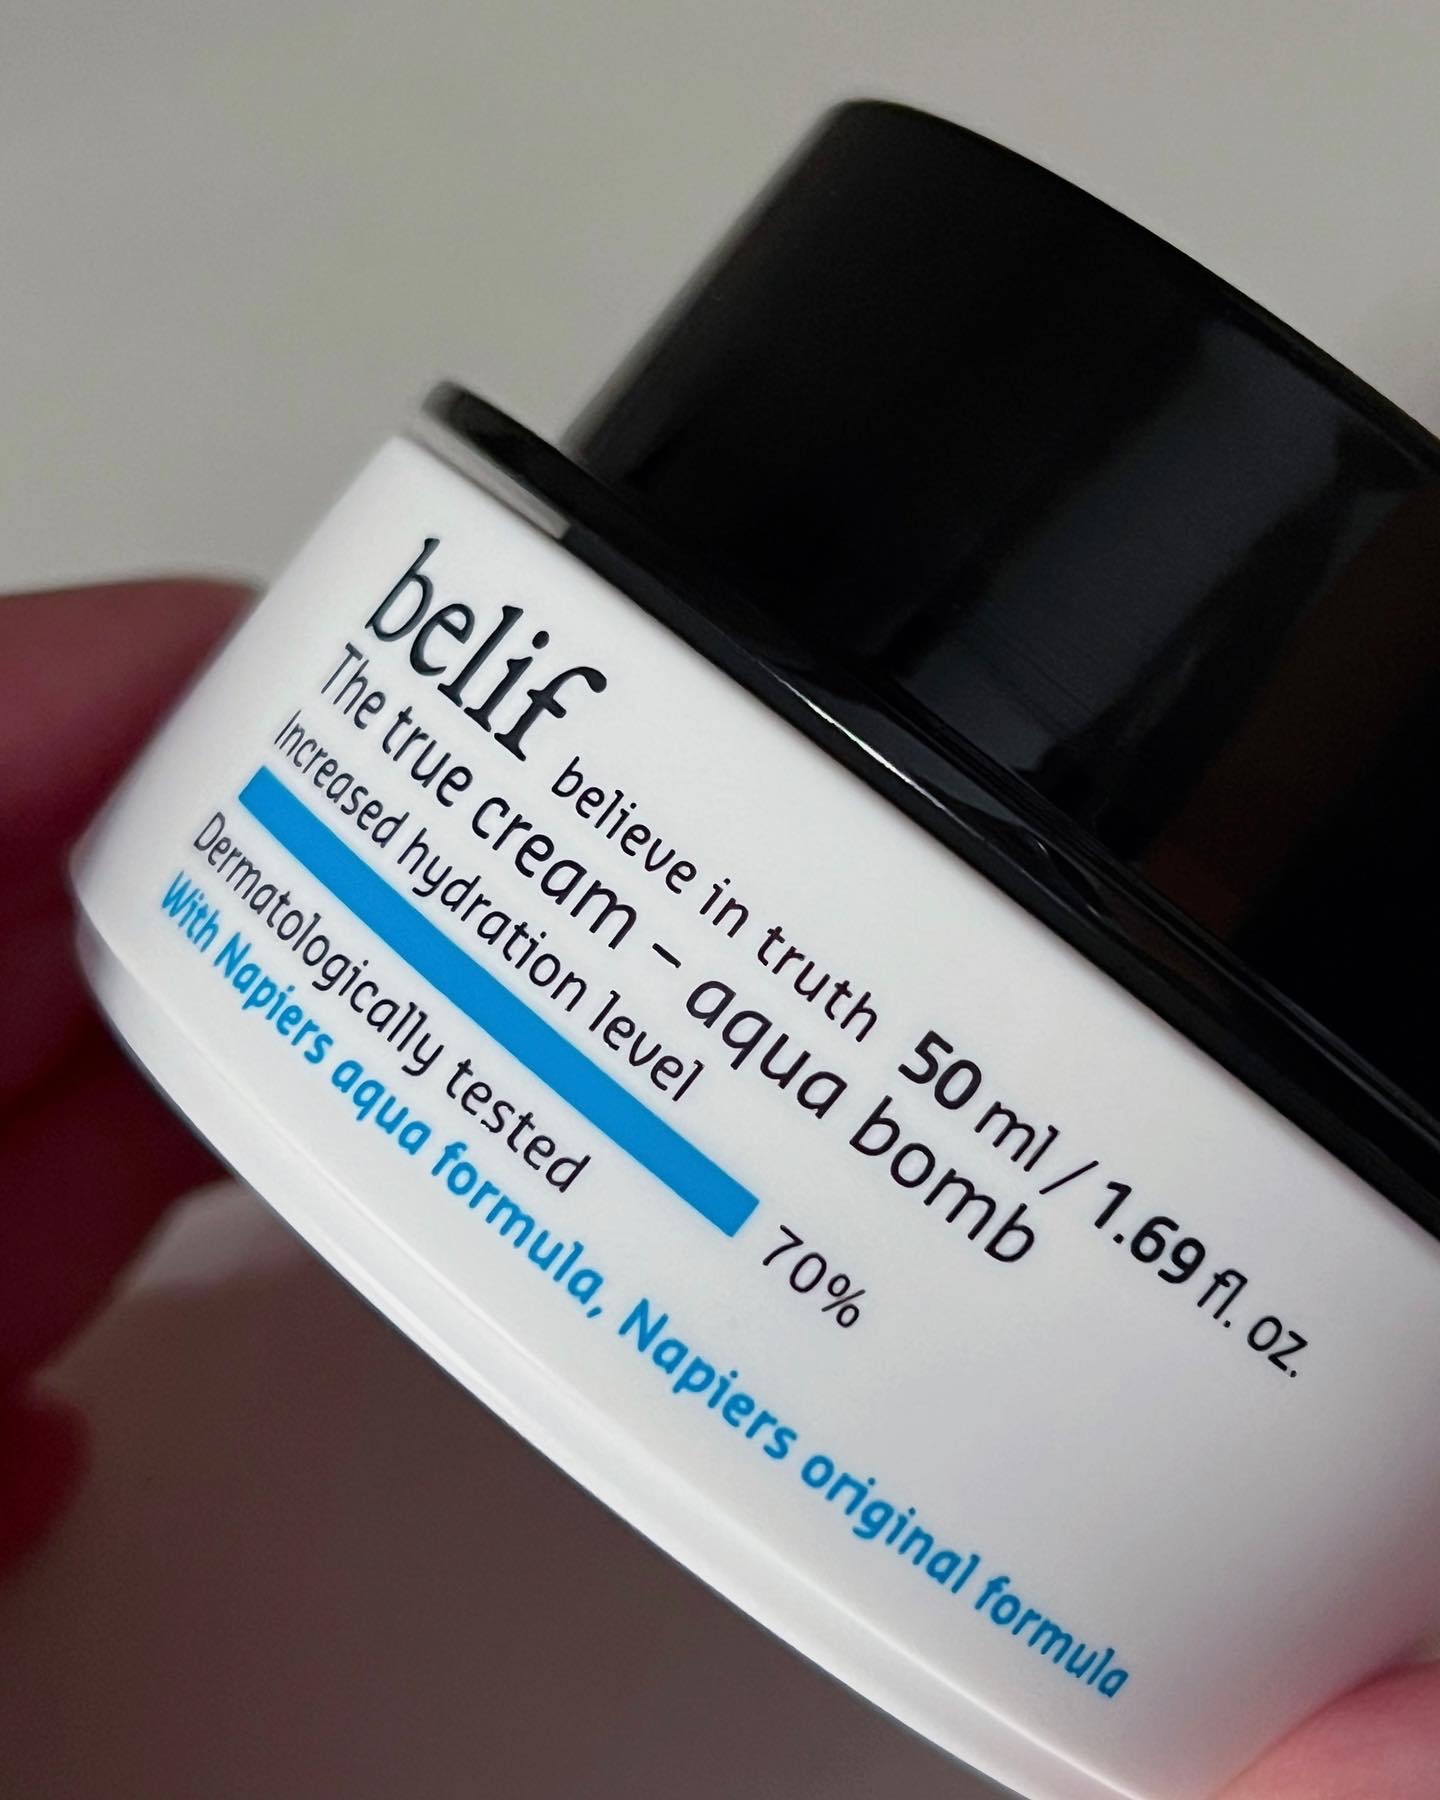 belif believe in truth 50 ml / 1.69 fl. oz.
The true cream – aqua bomb
Increased hydration level
70%
Dermatologically tested
With Napiers aqua formula, Napiers original formula